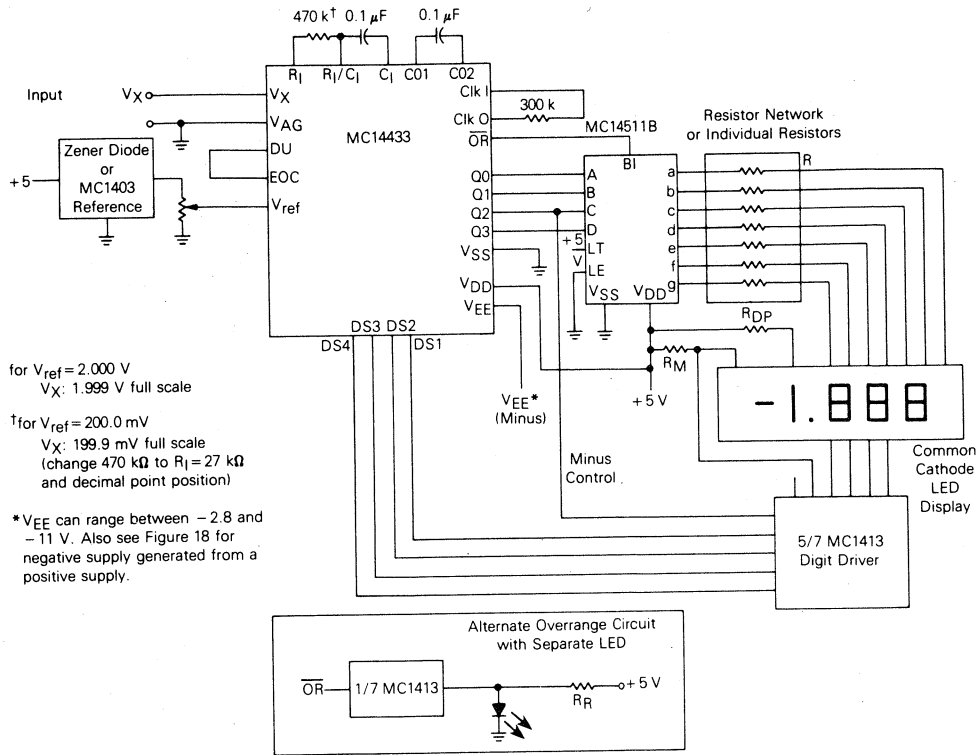 470 k†
0.1 µF
0.1 µF
RI
RI/CI
CI
CO1
CO2
Input
VX
VX
VAG
DU
EOC
Vref
MC14433
Clk I
Clk O
OR
Q0
Q1
Q2
Q3
VSS
VDD
VEE
300 k
DS4
DS3
DS2
DS1
Zener Diode
or
MC1403
Reference
+5
MC14511B
BI
A
B
C
D
+5
V
LT
LE
VSS
VDD
a
b
c
d
e
f
g
Resistor Network
or Individual Resistors
R
RDP
RM
+5 V
VEE*
(Minus)
Minus
Control
-1.888
Common
Cathode
LED
Display
5/7 MC1413
Digit Driver
for Vref = 2.000 V
VX: 1.999 V full scale
†for Vref = 200.0 mV
VX: 199.9 mV full scale
(change 470 kΩ to RI = 27 kΩ
and decimal point position)
*VEE can range between −2.8 and
−11 V. Also see Figure 18 for
negative supply generated from a
positive supply.
Alternate Overrange Circuit
with Separate LED
OR
1/7 MC1413
RR
+5 V